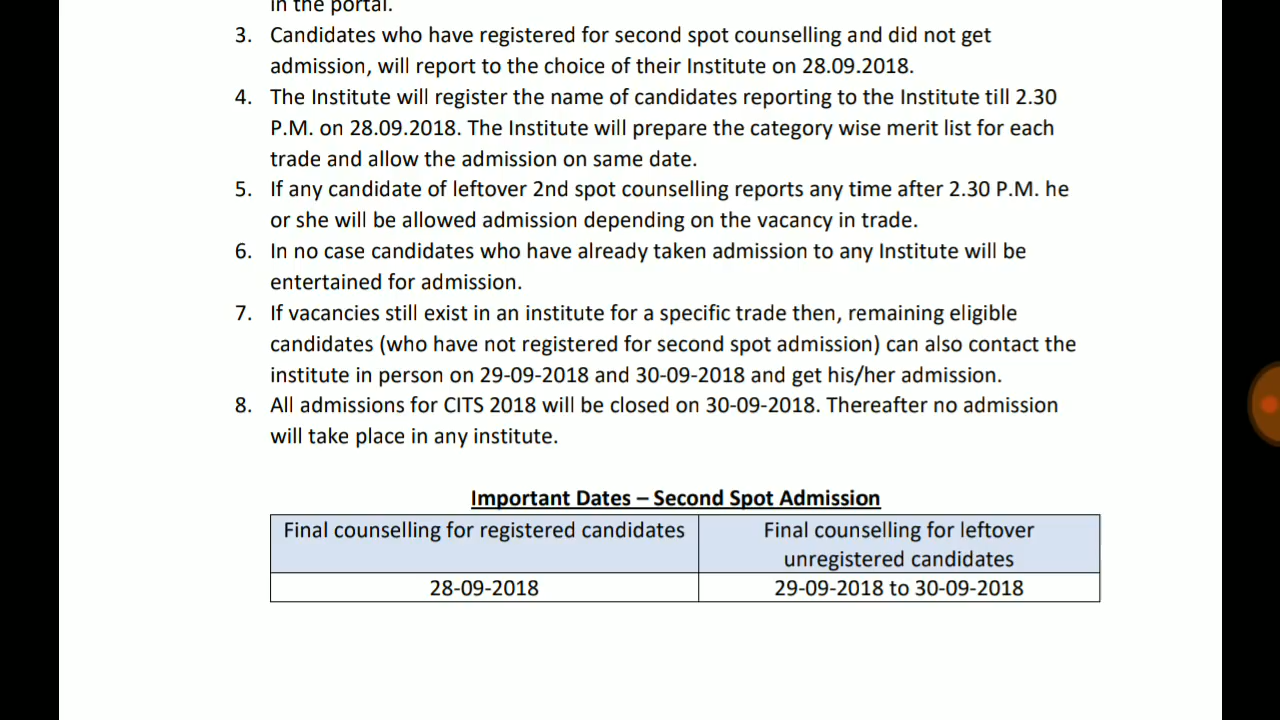 in the portal.
3. Candidates who have registered for second spot counselling and did not get
admission, will report to the choice of their Institute on 28.09.2018.
4. The Institute will register the name of candidates reporting to the Institute till 2.30
P.M. on 28.09.2018. The Institute will prepare the category wise merit list for each
trade and allow the admission on same date.
5. If any candidate of leftover 2nd spot counselling reports any time after 2.30 P.M. he
or she will be allowed admission depending on the vacancy in trade.
6. In no case candidates who have already taken admission to any Institute will be
entertained for admission.
7. If vacancies still exist in an institute for a specific trade then, remaining eligible
candidates (who have not registered for second spot admission) can also contact the
institute in person on 29-09-2018 and 30-09-2018 and get his/her admission.
8. All admissions for CITS 2018 will be closed on 30-09-2018. Thereafter no admission
will take place in any institute.
Important Dates – Second Spot Admission
Final counselling for registered candidates
Final counselling for leftover
unregistered candidates
28-09-2018
29-09-2018 to 30-09-2018